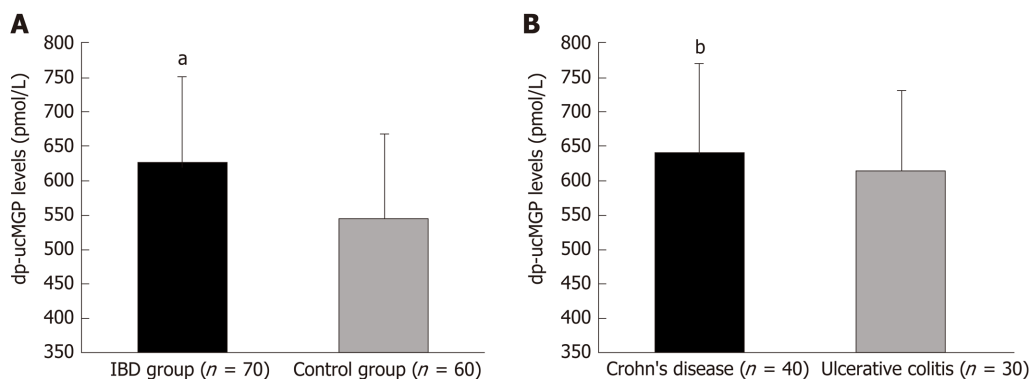 A
dp-ucMGP levels (pmol/L)
800
750
700
650
600
550
500
450
400
350
a
IBD group (n = 70)
Control group (n = 60)
B
dp-ucMGP levels (pmol/L)
800
750
700
650
600
550
500
450
400
350
b
Crohn's disease (n = 40)
Ulcerative colitis (n = 30)